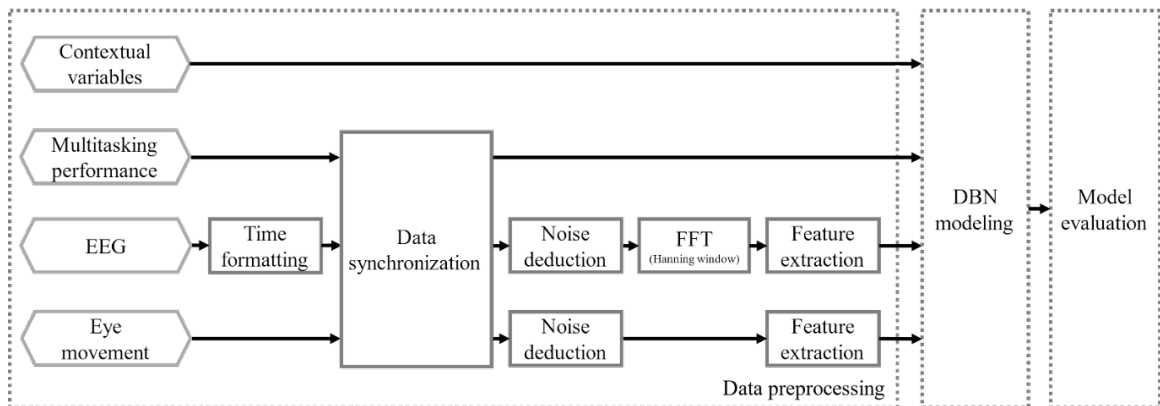 Contextual
variables
Multitasking
performance
EEG
Time
formatting
Eye
movement
Data
synchronization
Noise
deduction
FFT
(Hanning window)
Feature
extraction
Noise
deduction
Feature
extraction
Data preprocessing
DBN
modeling
Model
evaluation